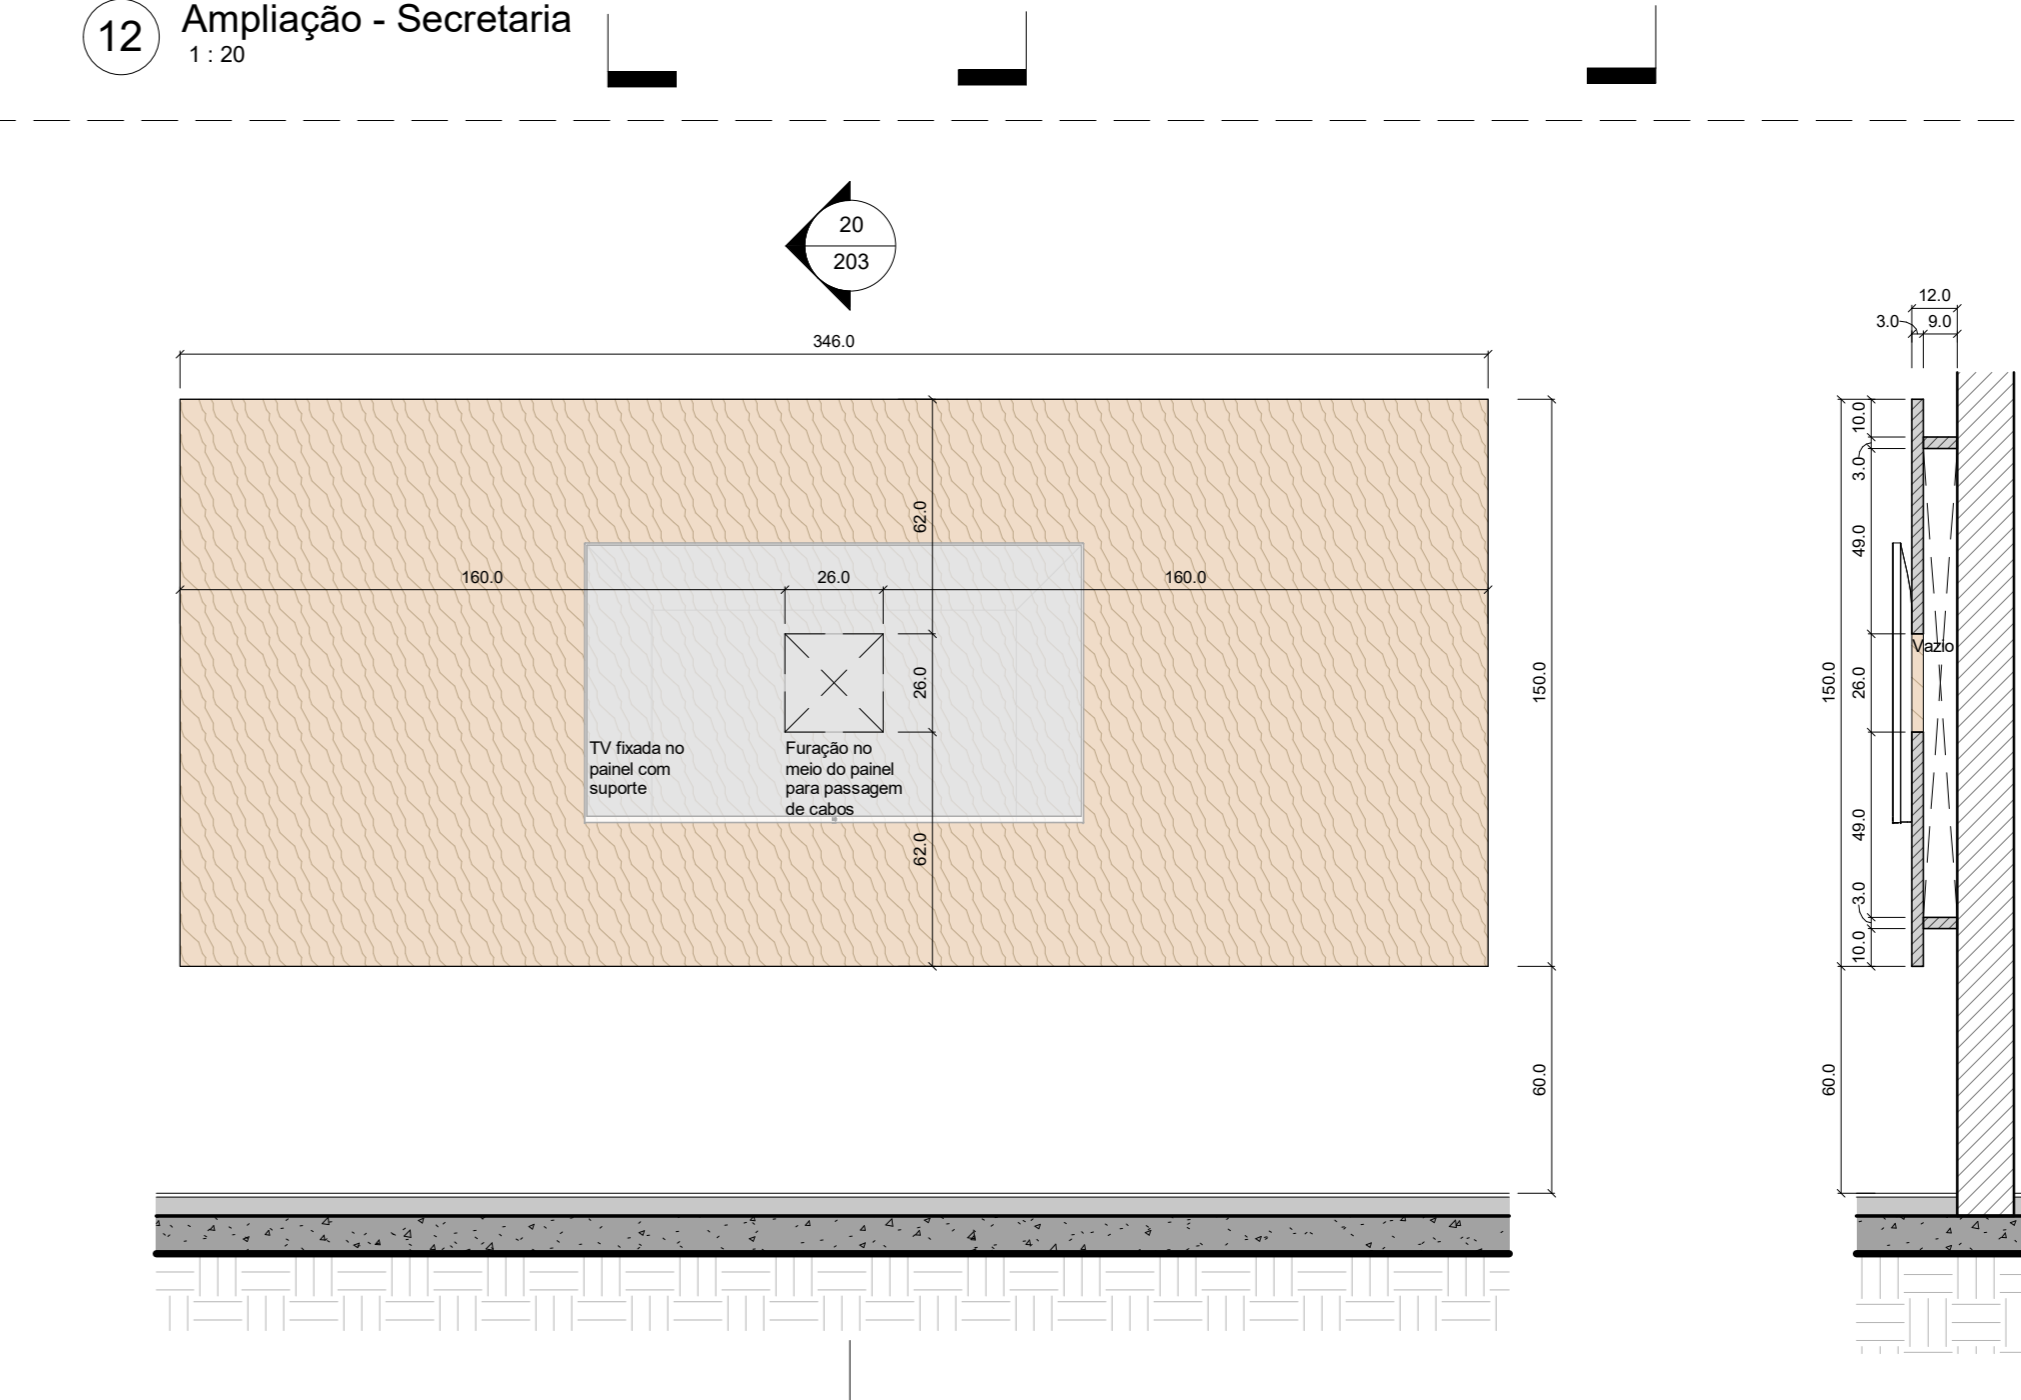 12
Ampliação - Secretaria
1 : 20
20
203
12.0
3.0
9.0
346.0
10.0
3.0
62.0
49.0
160.0
26.0
160.0
Vazio
26.0
150.0
150.0
26.0
TV fixada no
painel com
suporte
Furação no
meio do painel
para passagem
de cabos
62.0
49.0
3.0
10.0
60.0
60.0